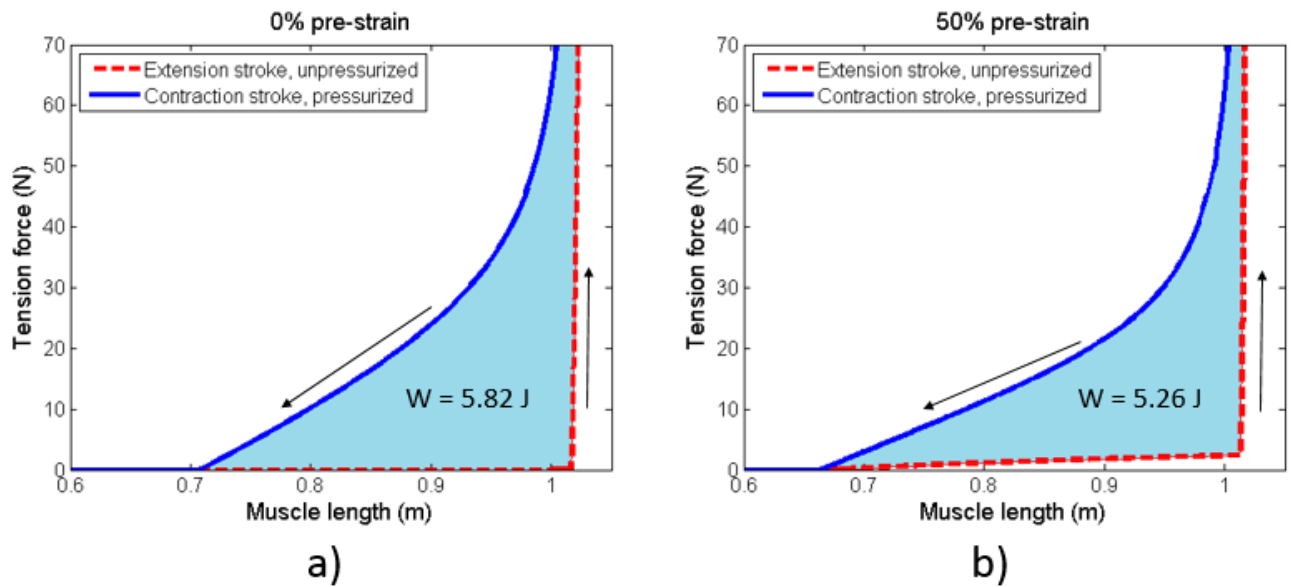 0% pre-strain
70
60
50
40
30
20
10
0
Tension force (N)
Extension stroke, unpressurized
Contraction stroke, pressurized
W = 5.82 J
0.6
0.7
0.8
0.9
1
Muscle length (m)
a)
50% pre-strain
70
60
50
40
30
20
10
0
Tension force (N)
Extension stroke, unpressurized
Contraction stroke, pressurized
W = 5.26 J
0.6
0.7
0.8
0.9
1
Muscle length (m)
b)